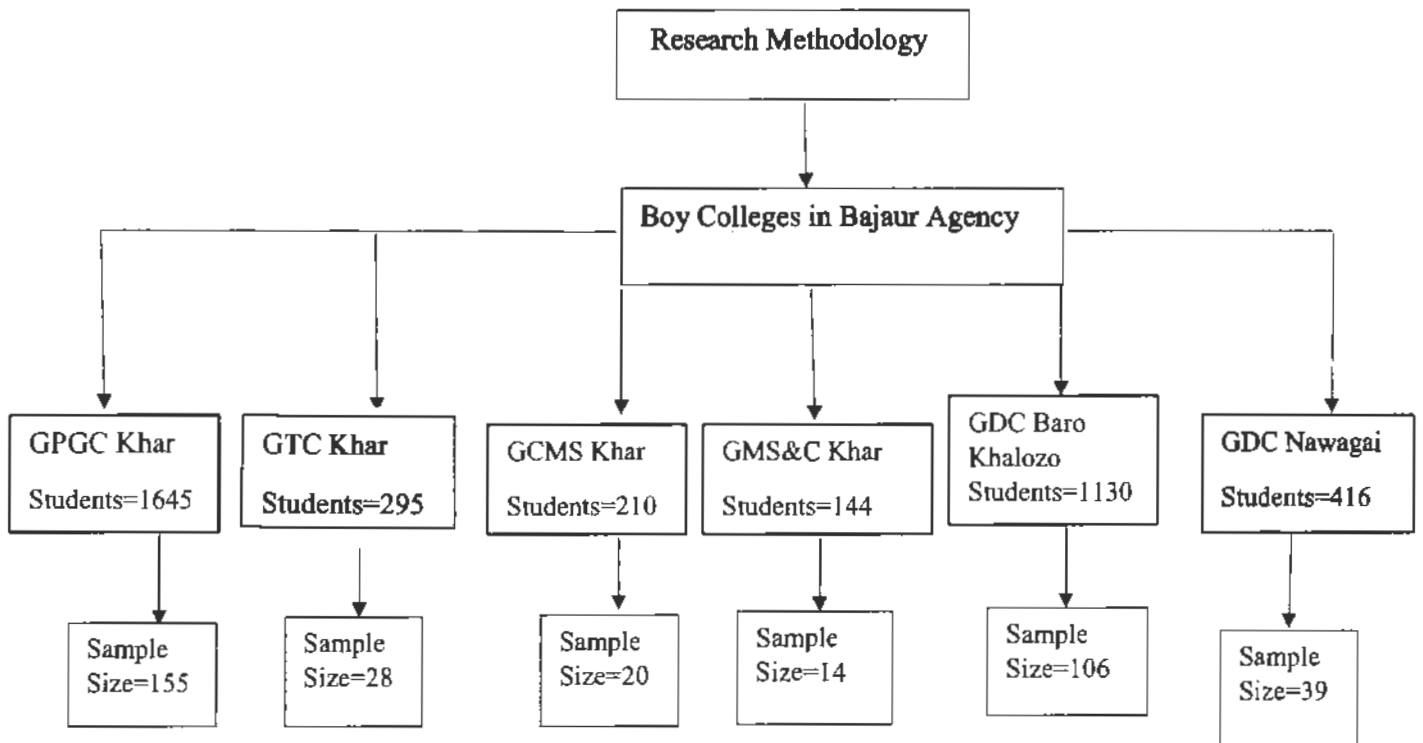 Research Methodology
Boy Colleges in Bajaur Agency
GPGC Khar
Students=1645
GTC Khar
Students=295
GCMS Khar
Students=210
GMS&C Khar
Students=144
GDC Baro
Khalozo
Students=1130
GDC Nawagai
Students=416
Sample
Size=155
Sample
Size=28
Sample
Size=20
Sample
Size=14
Sample
Size=106
Sample
Size=39